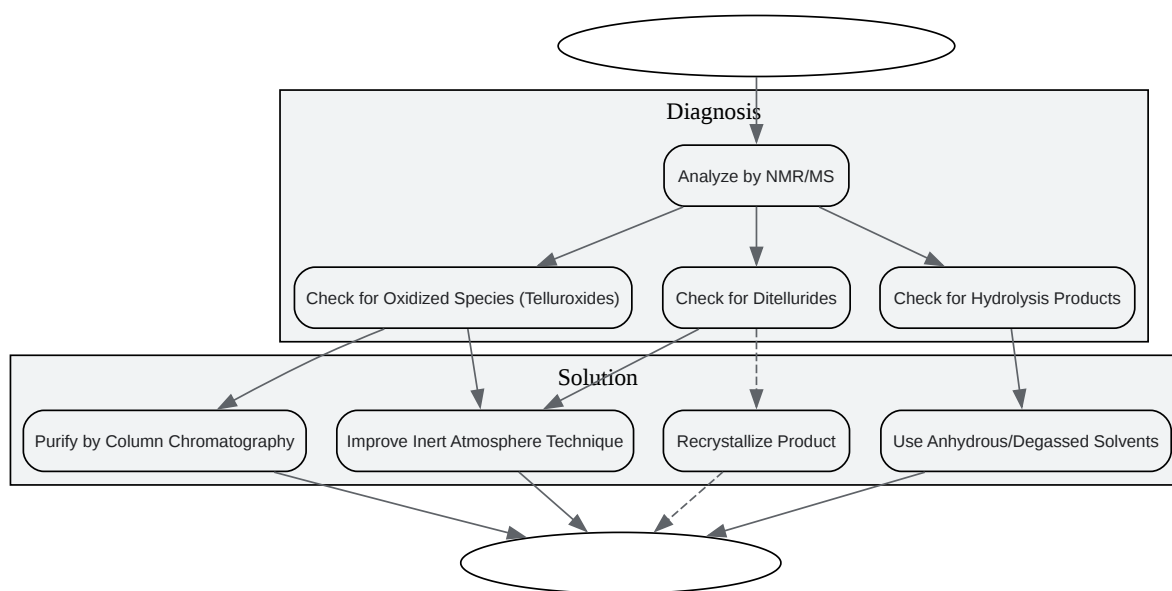 Diagnosis
Analyze by NMR/MS
Check for Oxidized Species (Telluroxides)
Check for Ditellurides
Check for Hydrolysis Products
Solution
Purify by Column Chromatography
Improve Inert Atmosphere Technique
Recrystallize Product
Use Anhydrous/Degassed Solvents